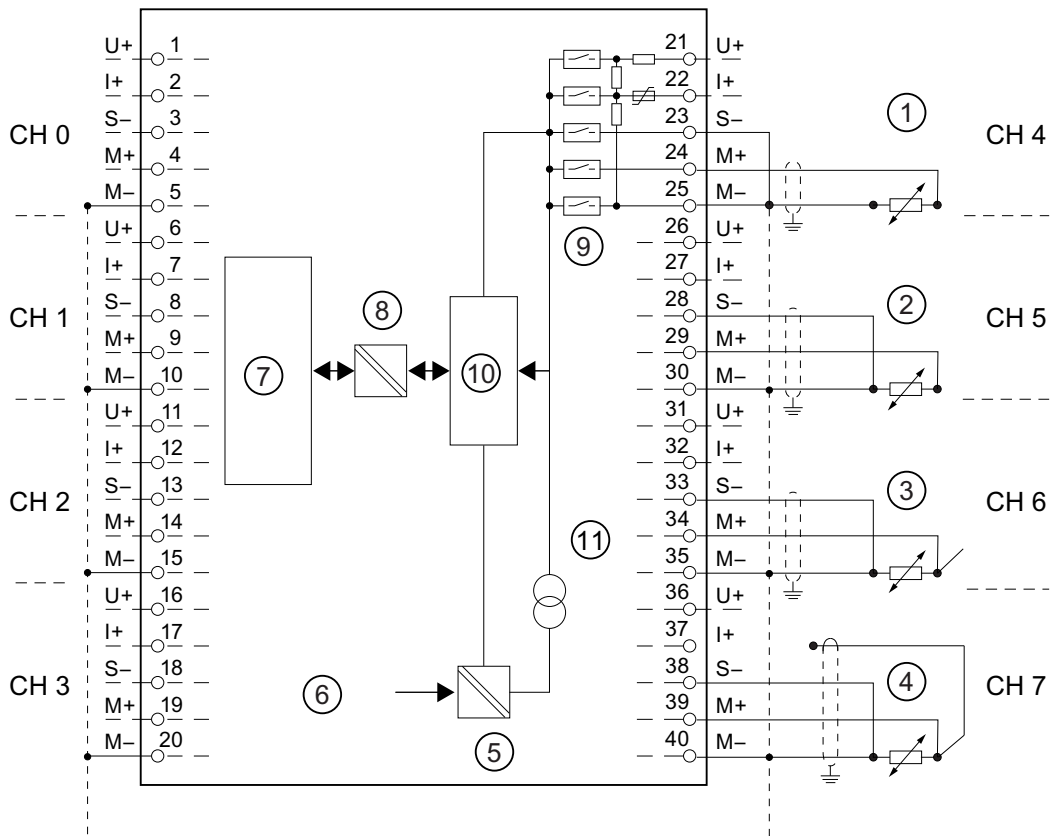 U+ 1
I+ 2
S– 3
M+ 4
M– 5
CH 0
U+ 6
I+ 7
S– 8
M+ 9
M– 10
CH 1
U+ 11
I+ 12
S– 13
M+ 14
M– 15
CH 2
U+ 16
I+ 17
S– 18
M+ 19
M– 20
CH 3
7
8
10
6
5
9
11
21 U+
22 I+
23 S–
24 M+
25 M–
1
CH 4
26 U+
27 I+
28 S–
29 M+
30 M–
2
CH 5
31 U+
32 I+
33 S–
34 M+
35 M–
3
CH 6
36 U+
37 I+
38 S–
39 M+
40 M–
4
CH 7